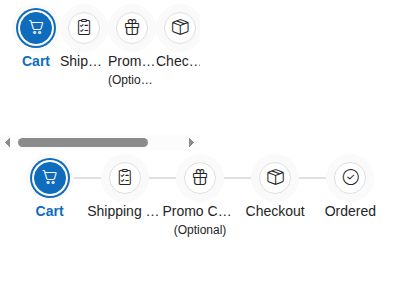 Cart Ship... Prom... Chec...
(Optio...
Cart Shipping ... Promo C... Checkout Ordered
(Optional)